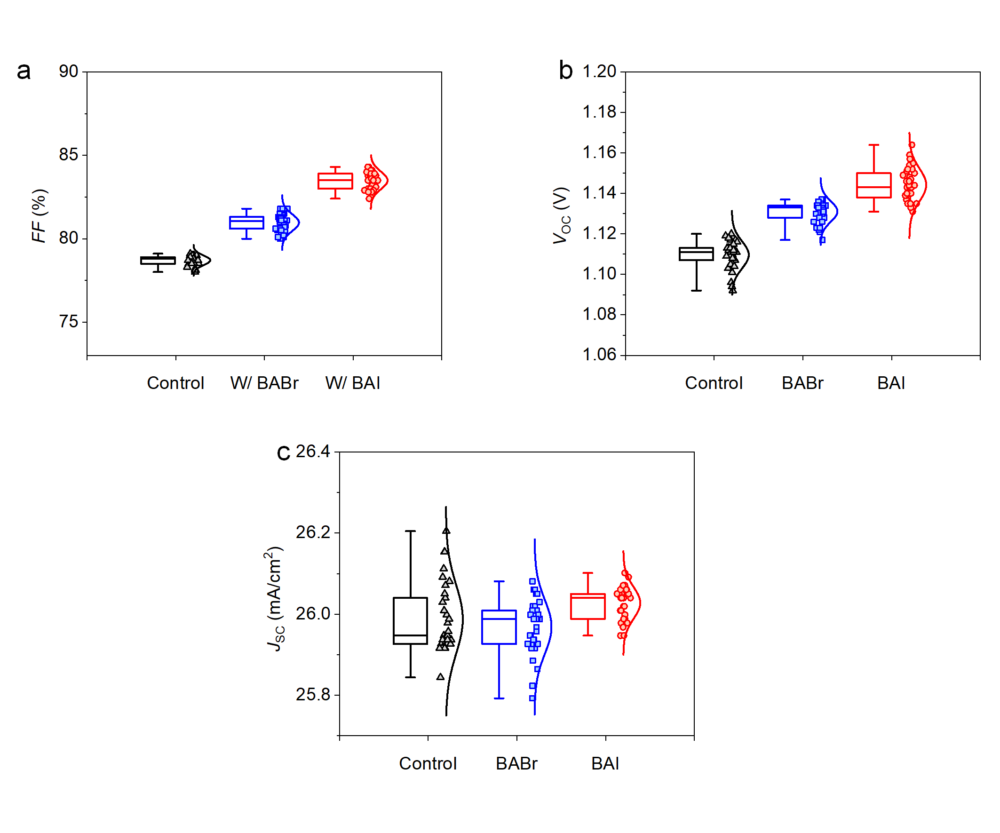 a
90
85
80
75
FF (%)
Control W/ BABr W/ BAI
b
1.20
1.18
1.16
1.14
1.12
1.10
1.08
1.06
VOC (V)
Control BABr BAI
c
26.4
26.2
26.0
25.8
JSC (mA/cm2)
Control BABr BAI